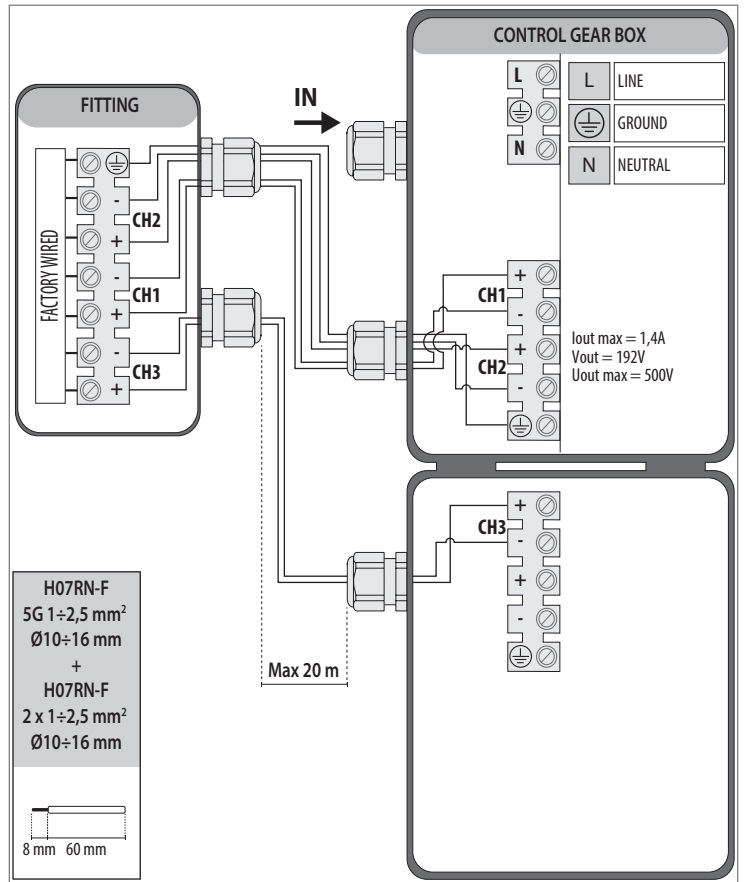 CONTROL GEAR BOX
L
L LINE
GROUND
N
N NEUTRAL
IN
FITTING
FACTORY WIRED
-
CH2
+
-
CH1
+
-
CH3
+
+
CH1
-
+
CH2
-
Iout max = 1,4A
Vout = 192V
Uout max = 500V
+
CH3
-
+
-
Max 20 m
H07RN-F
5G 1÷2,5 mm²
Ø10÷16 mm
+
H07RN-F
2 x 1÷2,5 mm²
Ø10÷16 mm
8 mm 60 mm